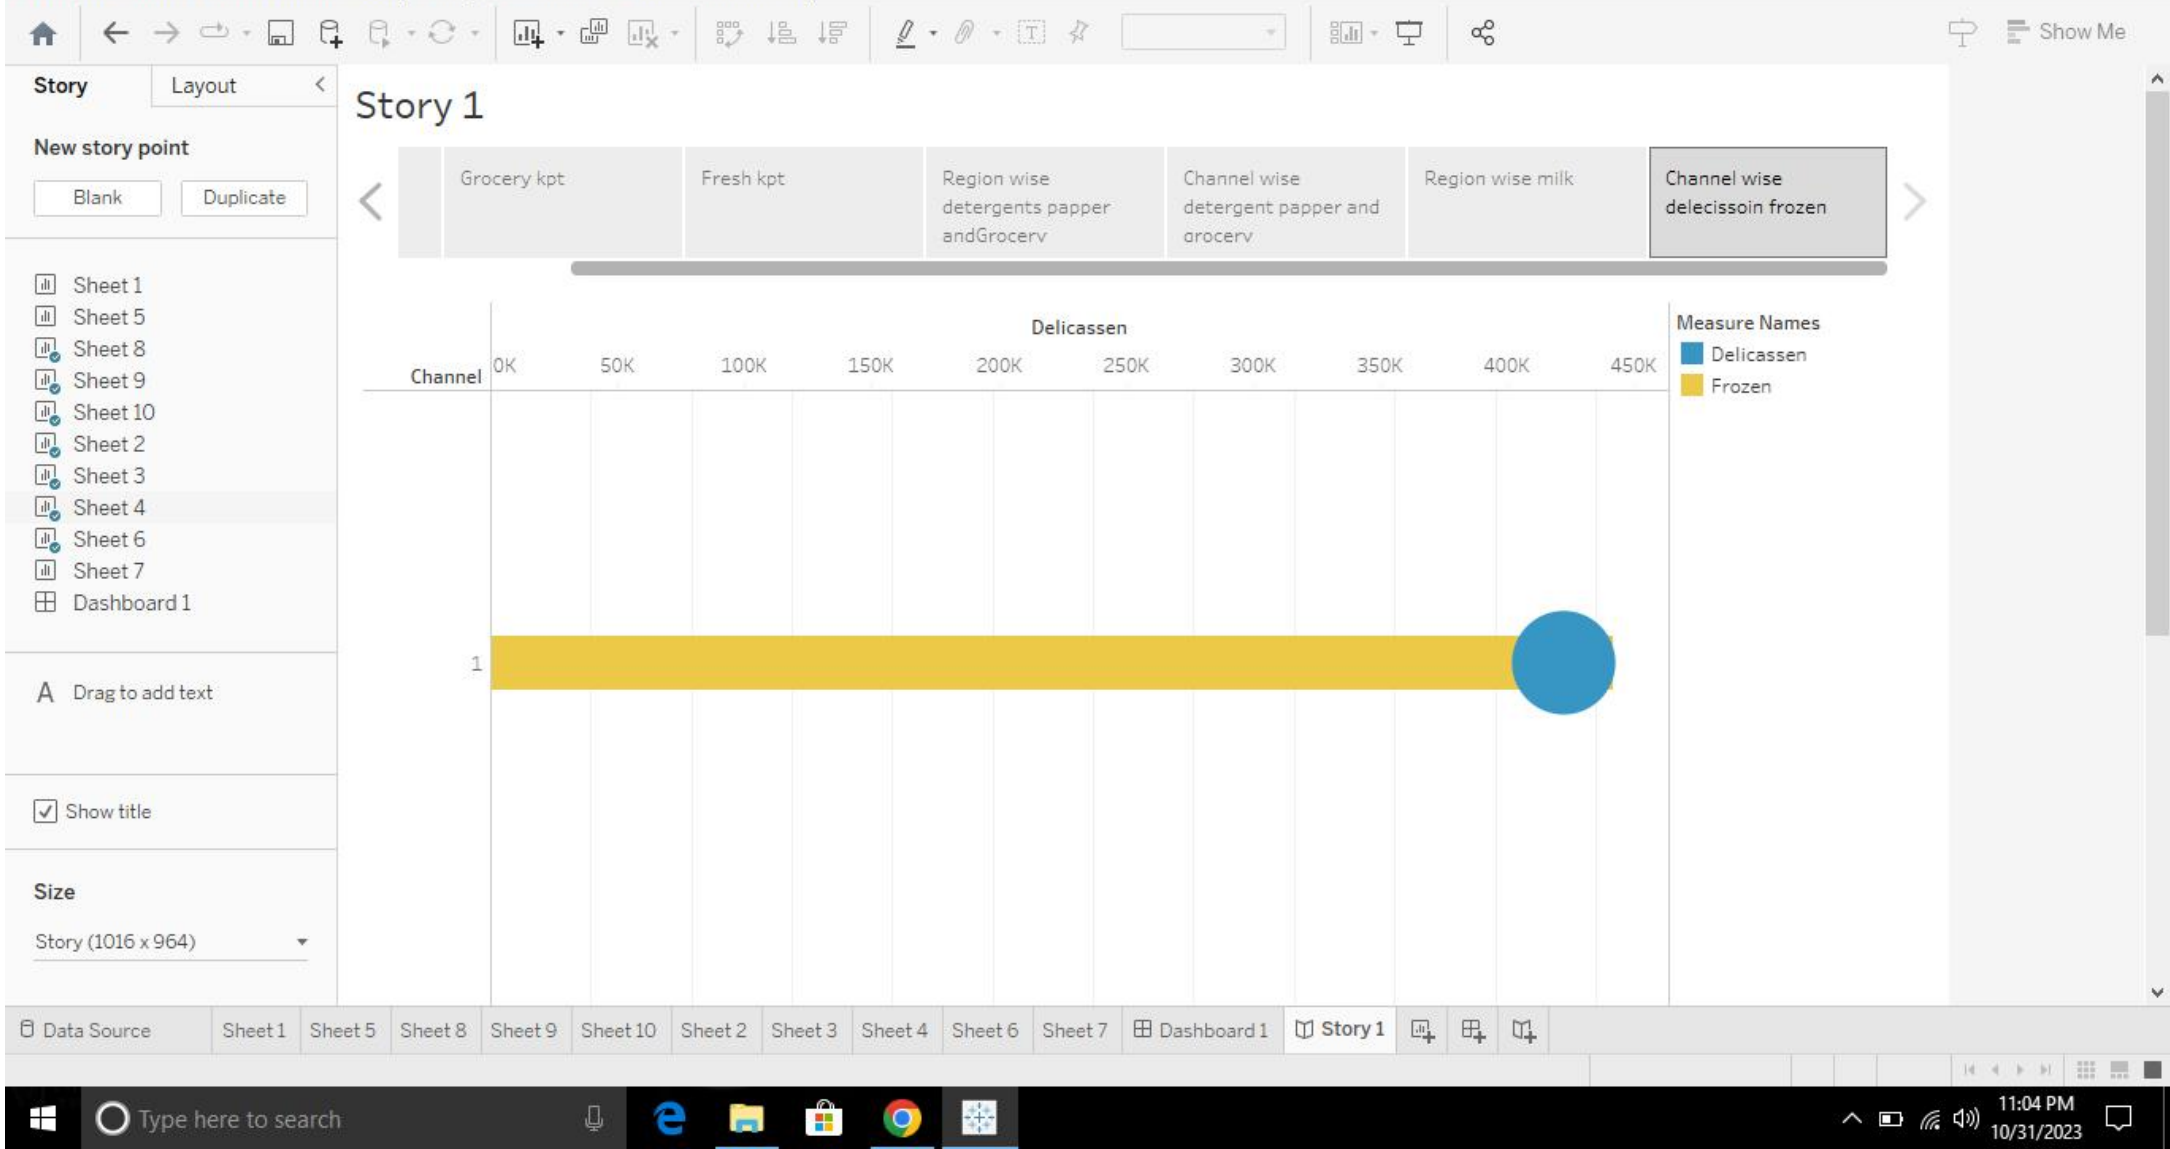 Show Me
Story
Layout
Story 1
New story point
Blank
Duplicate
Grocery kpt
Fresh kpt
Region wise
detergents papper
andGrocery
Channel wise
detergent papper and
grocery
Region wise milk
Channel wise
delecissoin frozen
Sheet 1
Sheet 5
Sheet 8
Sheet 9
Sheet 10
Sheet 2
Sheet 3
Sheet 4
Sheet 6
Sheet 7
Dashboard 1
Delicassen
Channel
0K 50K 100K 150K 200K 250K 300K 350K 400K 450K
1
Measure Names
Delicassen
Frozen
A Drag to add text
Show title
Size
Story (1016 x 964)
Data Source Sheet 1 Sheet 5 Sheet 8 Sheet 9 Sheet 10 Sheet 2 Sheet 3 Sheet 4 Sheet 6 Sheet 7 Dashboard 1 Story 1
Type here to search
11:04 PM
10/31/2023